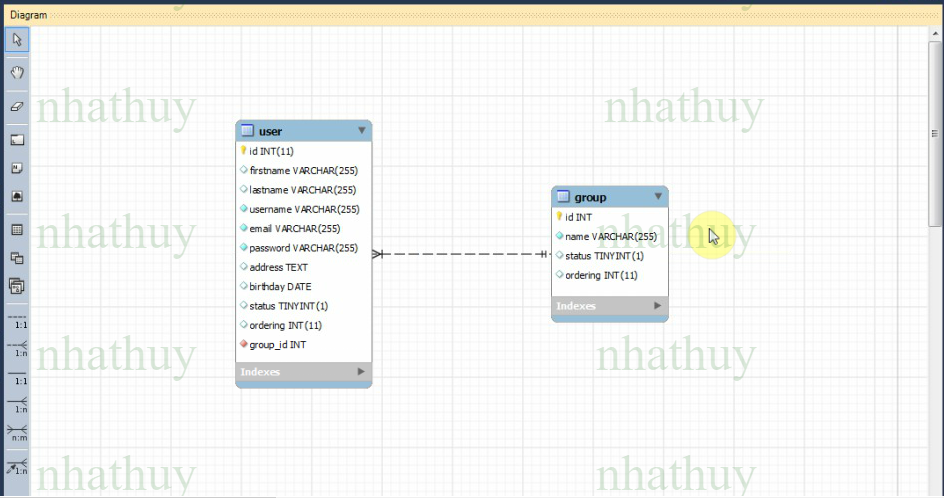 Diagram
nhathuy
nhathuy
user
id INT(11)
firstname VARCHAR(255)
lastname VARCHAR(255)
username VARCHAR(255)
email VARCHAR(255)
password VARCHAR(255)
address TEXT
birthday DATE
status TINYINT(1)
ordering INT(11)
group_id INT
Indexes
group
id INT
name VARCHAR(255)
status TINYINT(1)
ordering INT(11)
Indexes
nhathuy
nhathuy
1:1
1:n
1:1
1:n
n:m
1:n
nhathuy
nhathuy
nhathuy
nhathuy